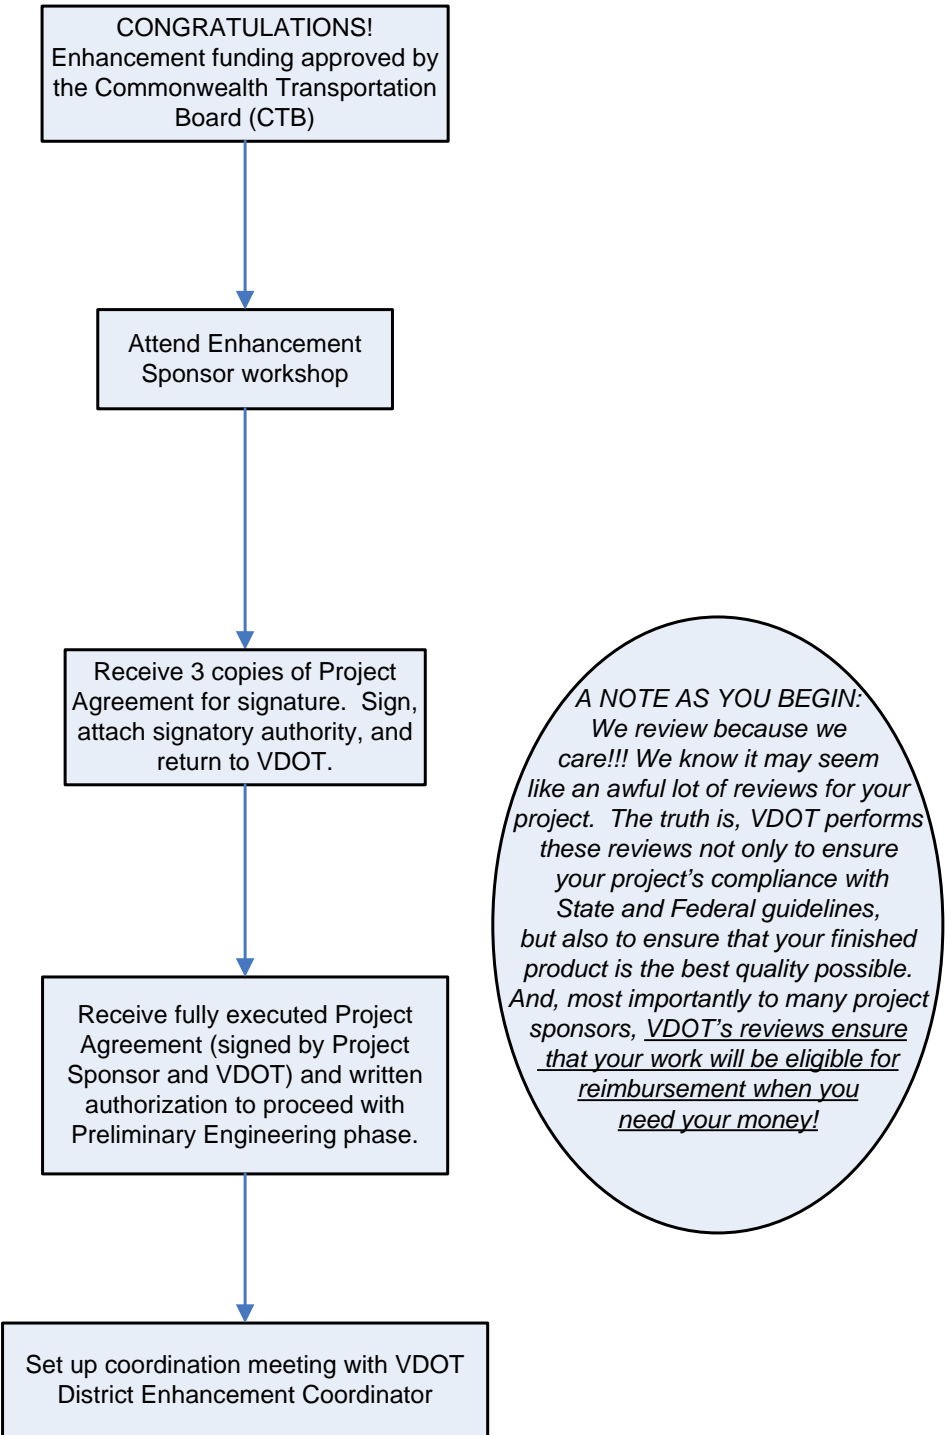 CONGRATULATIONS!
Enhancement funding approved by
the Commonwealth Transportation
Board (CTB)
Attend Enhancement
Sponsor workshop
Receive 3 copies of Project
Agreement for signature.  Sign,
attach signatory authority, and
return to VDOT.
Receive fully executed Project
Agreement (signed by Project
Sponsor and VDOT) and written
authorization to proceed with
Preliminary Engineering phase.
Set up coordination meeting with VDOT
District Enhancement Coordinator
A NOTE AS YOU BEGIN:
We review because we
care!!! We know it may seem
like an awful lot of reviews for your
project.  The truth is, VDOT performs
these reviews not only to ensure
your project’s compliance with
State and Federal guidelines,
but also to ensure that your finished
product is the best quality possible.
And, most importantly to many project
sponsors, VDOT’s reviews ensure
that your work will be eligible for
reimbursement when you
need your money!